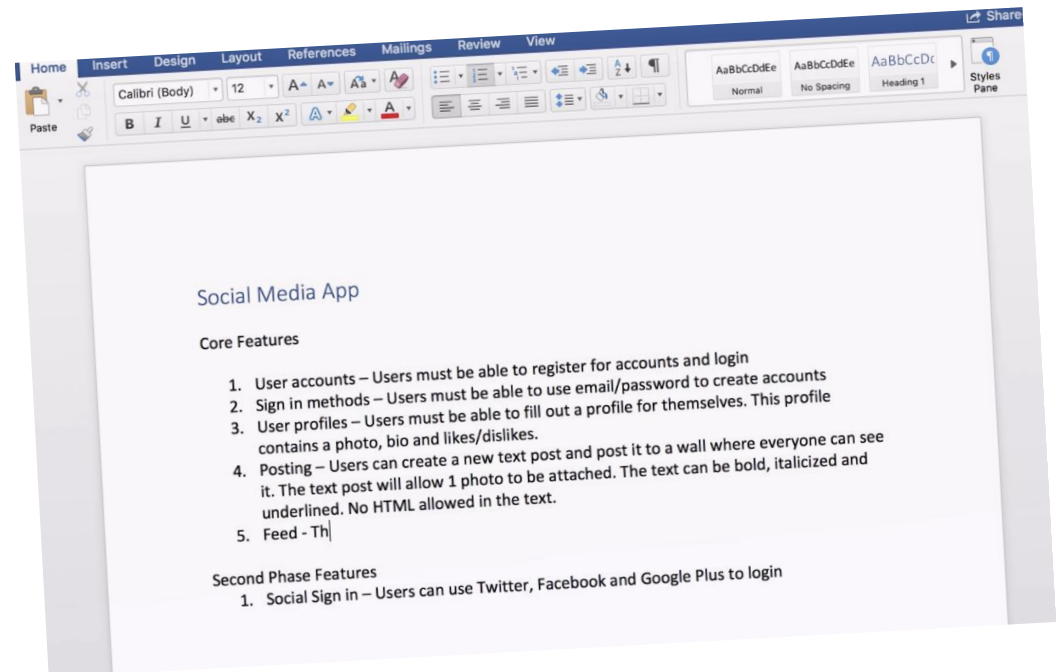 Share
Home Insert Design Layout References Mailings Review View
Paste
Calibri (Body) 12 A A Aa A
B I U abc X2 X2 A A
AaBbCcDdEe AaBbCcDdEe AaBbCcDc
Normal No Spacing Heading 1
Styles
Pane
Social Media App
Core Features
1. User accounts – Users must be able to register for accounts and login
2. Sign in methods – Users must be able to use email/password to create accounts
3. User profiles – Users must be able to fill out a profile for themselves. This profile
contains a photo, bio and likes/dislikes.
4. Posting – Users can create a new text post and post it to a wall where everyone can see
it. The text post will allow 1 photo to be attached. The text can be bold, italicized and
underlined. No HTML allowed in the text.
5. Feed - Th
Second Phase Features
1. Social Sign in – Users can use Twitter, Facebook and Google Plus to login